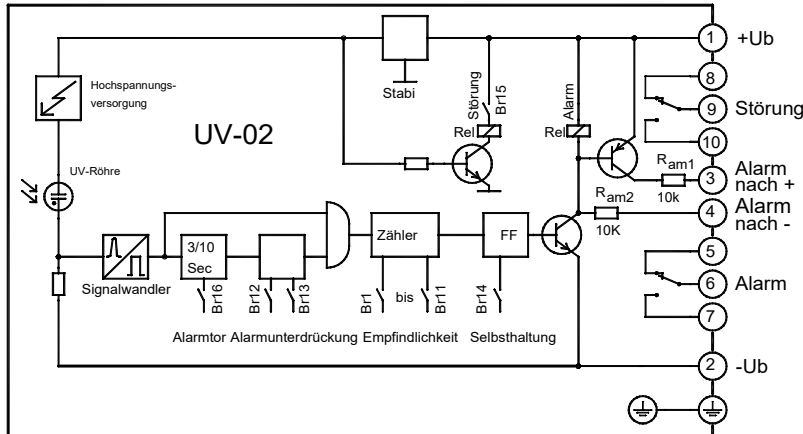 1 +Ub
8
Hochspannungs-
versorgung
Stabi
Störung
Br15
Alarm
9 Störung
UV-02
Rel
Rel
10
UV-Röhre
Ram1
10k
3 Alarm
nach +
Ram2
10K
4 Alarm
nach -
3/10
Sec
Zähler
FF
5
Signalwandler
Br16
Br12
Br13
Br1
bis
Br11
Br14
6 Alarm
Alarmtor Alarmunterdrückung Empfindlichkeit Selbsthaltung
7
2 -Ub